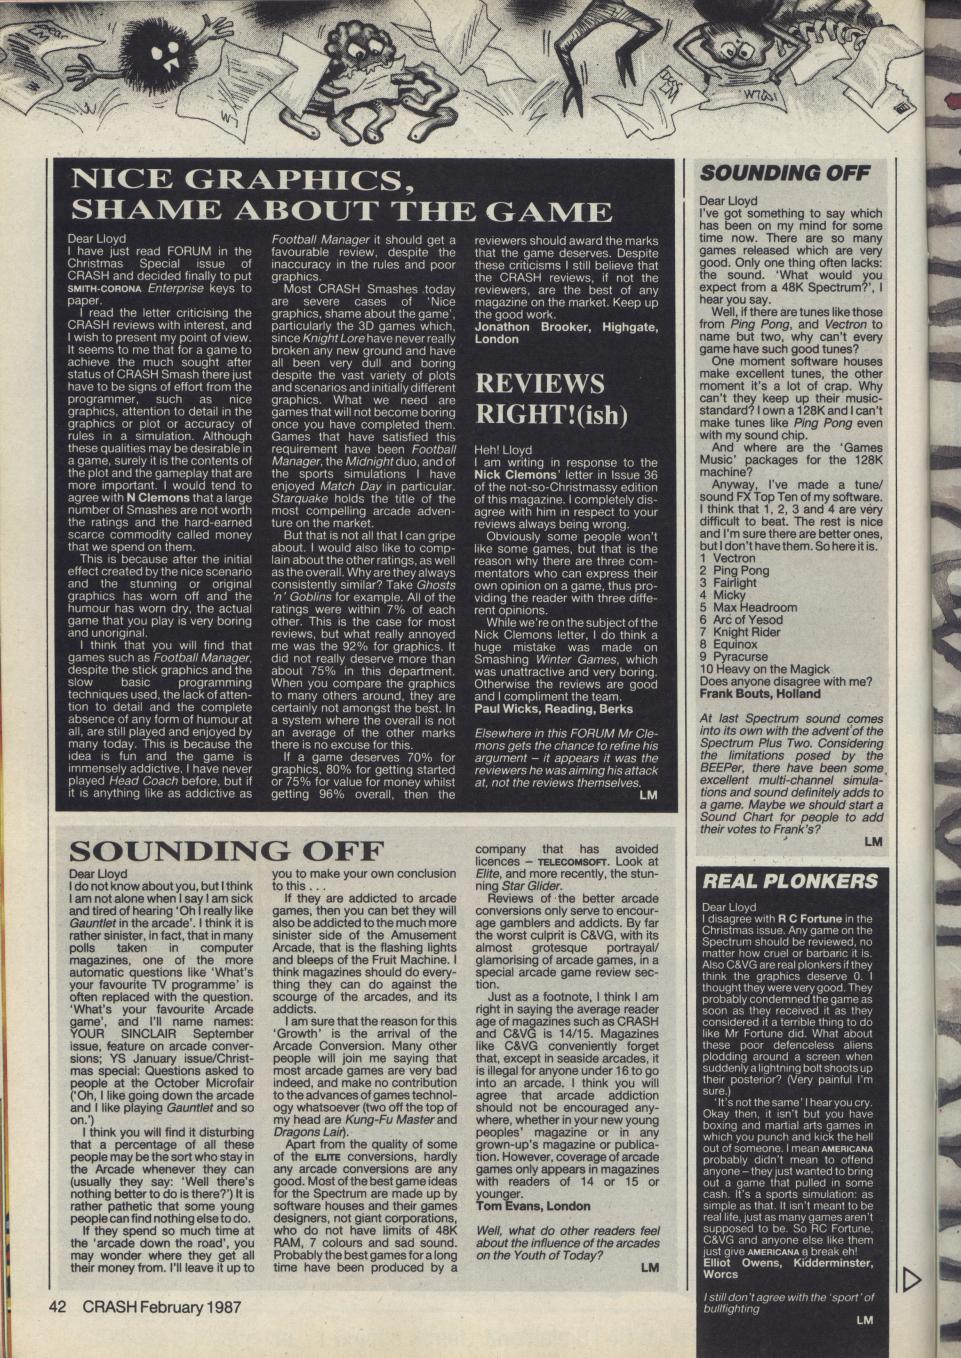 NICE GRAPHICS,
SHAME ABOUT THE GAME
Dear Lloyd
I have just read FORUM in the
Christmas Special issue of
CRASH and decided finally to put
SMITH-CORONA Enterprise keys to
paper.
I read the letter criticising the
CRASH reviews with interest, and
I wish to present my point of view.
It seems to me that for a game to
achieve the much sought after
status of CRASH Smash there just
have to be signs of effort from the
programmer, such as nice
graphics, attention to detail in the
graphics or plot or accuracy of
rules in a simulation. Although
these qualities may be desirable in
a game, surely it is the contents of
the plot and the gameplay that are
more important. I would tend to
agree with N Clemons that a large
number of Smashes are not worth
the ratings and the hard-earned
scarce commodity called money
that we spend on them.
This is because after the initial
effect created by the nice scenario
and the stunning or original
graphics has worn off and the
humour has worn dry, the actual
game that you play is very boring
and unoriginal.
I think that you will find that
games such as Football Manager,
despite the stick graphics and the
slow basic programming
techniques used, the lack of atten-
tion to detail and the complete
absence of any form of humour at
all, are still played and enjoyed by
many today. This is because the
idea is fun and the game is
immensely addictive. I have never
played Head Coach before, but if
it is anything like as addictive as
Football Manager it should get a
favourable review, despite the
inaccuracy in the rules and poor
graphics.
Most CRASH Smashes today
are severe cases of 'Nice
graphics, shame about the game',
particularly the 3D games which,
since Knight Lore have never really
broken any new ground and have
all been very dull and boring
despite the vast variety of plots
and scenarios and initially different
graphics. What we need are
games that will not become boring
once you have completed them.
Games that have satisfied this
requirement have been Football
Manager, the Midnight duo, and of
the sports simulations I have
enjoyed Match Day in particular.
Starquake holds the title of the
most compelling arcade adven-
ture on the market.
But that is not all that I can gripe
about. I would also like to comp-
lain about the other ratings, as well
as the overall. Why are they always
consistently similar? Take Ghosts
'n' Goblins for example. All of the
ratings were within 7% of each
other. This is the case for most
reviews, but what really annoyed
me was the 92% for graphics. It
did not really deserve more than
about 75% in this department.
When you compare the graphics
to many others around, they are
certainly not amongst the best. In
a system where the overall is not
an average of the other marks
there is no excuse for this.
If a game deserves 70% for
graphics, 80% for getting started
or 75% for value for money whilst
getting 96% overall, then the
reviewers should award the marks
that the game deserves. Despite
these criticisms I still believe that
the CRASH reviews, if not the
reviewers, are the best of any
magazine on the market. Keep up
the good work.
Jonathon Brooker, Highgate,
London
REVIEWS
RIGHT!(ish)
Heh! Lloyd
I am writing in response to the
Nick Clemons' letter in Issue 36
of the not-so-Christmassy edition
of this magazine. I completely dis-
agree with him in respect to your
reviews always being wrong.
Obviously some people won't
like some games, but that is the
reason why there are three com-
mentators who can express their
own opinion on a game, thus pro-
viding the reader with three diffe-
rent opinions.
While we're on the subject of the
Nick Clemons letter, I do think a
huge mistake was made on
Smashing Winter Games, which
was unattractive and very boring.
Otherwise the reviews are good
and I compliment the team.
Paul Wicks, Reading, Berks
Elsewhere in this FORUM Mr Cle-
mons gets the chance to refine his
argument – it appears it was the
reviewers he was aiming his attack
at, not the reviews themselves.
LM
SOUNDING OFF
Dear Lloyd
I do not know about you, but I think
I am not alone when I say I am sick
and tired of hearing 'Oh I really like
Gauntlet in the arcade'. I think it is
rather sinister, in fact, that in many
polls taken in computer
magazines, one of the more
automatic questions like 'What's
your favourite TV programme' is
often replaced with the question.
'What's your favourite Arcade
game', and I'll name names:
YOUR SINCLAIR September
issue, feature on arcade conver-
sions; YS January issue/Christ-
mas special: Questions asked to
people at the October Microfair
('Oh, I like going down the arcade
and I like playing Gauntlet and so
on.')
I think you will find it disturbing
that a percentage of all these
people may be the sort who stay in
the Arcade whenever they can
(usually they say: 'Well there's
nothing better to do is there?') It is
rather pathetic that some young
people can find nothing else to do.
If they spend so much time at
the 'arcade down the road', you
may wonder where they get all
their money from. I'll leave it up to
you to make your own conclusion
to this . . .
If they are addicted to arcade
games, then you can bet they will
also be addicted to the much more
sinister side of the Amusement
Arcade, that is the flashing lights
and bleeps of the Fruit Machine. I
think magazines should do every-
thing they can do against the
scourge of the arcades, and its
addicts.
I am sure that the reason for this
'Growth' is the arrival of the
Arcade Conversion. Many other
people will join me saying that
most arcade games are very bad
indeed, and make no contribution
to the advances of games technol-
ogy whatsoever (two off the top of
my head are Kung-Fu Master and
Dragons Lair).
Apart from the quality of some
of the ELITE conversions, hardly
any arcade conversions are any
good. Most of the best game ideas
for the Spectrum are made up by
software houses and their games
designers, not giant corporations,
who do not have limits of 48K
RAM, 7 colours and sad sound.
Probably the best games for a long
time have been produced by a
company that has avoided
licences – TELECOMSOFT. Look at
Elite, and more recently, the stun-
ning Star Glider.
Reviews of the better arcade
conversions only serve to encour-
age gamblers and addicts. By far
the worst culprit is C&VG, with its
almost grotesque portrayal/
glamorising of arcade games, in a
special arcade game review sec-
tion.
Just as a footnote, I think I am
right in saying the average reader
age of magazines such as CRASH
and C&VG is 14/15. Magazines
like C&VG conveniently forget
that, except in seaside arcades, it
is illegal for anyone under 16 to go
into an arcade. I think you will
agree that arcade addiction
should not be encouraged any-
where, whether in your new young
peoples' magazine or in any
grown-up's magazine or publica-
tion. However, coverage of arcade
games only appears in magazines
with readers of 14 or 15 or
younger.
Tom Evans, London
Well, what do other readers feel
about the influence of the arcades
on the Youth of Today?
LM
SOUNDING OFF
Dear Lloyd
I've got something to say which
has been on my mind for some
time now. There are so many
games released which are very
good. Only one thing often lacks:
the sound. 'What would you
expect from a 48K Spectrum?', I
hear you say.
Well, if there are tunes like those
from Ping Pong, and Vectron to
name but two, why can't every
game have such good tunes?
One moment software houses
make excellent tunes, the other
moment it's a lot of crap. Why
can't they keep up their music-
standard? I own a 128K and I can't
make tunes like Ping Pong even
with my sound chip.
And where are the 'Games
Music' packages for the 128K
machine?
Anyway, I've made a tune/
sound FX Top Ten of my software.
I think that 1, 2, 3 and 4 are very
difficult to beat. The rest is nice
and I'm sure there are better ones,
but I don't have them. So here it is.
1 Vectron
2 Ping Pong
3 Fairlight
4 Micky
5 Max Headroom
6 Arc of Yesod
7 Knight Rider
8 Equinox
9 Pyracurse
10 Heavy on the Magick
Does anyone disagree with me?
Frank Bouts, Holland
At last Spectrum sound comes
into its own with the advent of the
Spectrum Plus Two. Considering
the limitations posed by the
BEEPer, there have been some
excellent multi-channel simula-
tions and sound definitely adds to
a game. Maybe we should start a
Sound Chart for people to add
their votes to Frank's?
LM
REAL PLONKERS
Dear Lloyd
I disagree with R C Fortune in the
Christmas issue. Any game on the
Spectrum should be reviewed, no
matter how cruel or barbaric it is.
Also C&VG are real plonkers if they
think the graphics deserve 0. I
thought they were very good. They
probably condemned the game as
soon as they received it as they
considered it a terrible thing to do
like Mr Fortune did. What about
these poor defenceless aliens
plodding around a screen when
suddenly a lightning bolt shoots up
their posterior? (Very painful I'm
sure.)
'It's not the same' I hear you cry.
Okay then, it isn't but you have
boxing and martial arts games in
which you punch and kick the hell
out of someone. I mean AMERICANA
probably didn't mean to offend
anyone – they just wanted to bring
out a game that pulled in some
cash. It's a sports simulation: as
simple as that. It isn't meant to be
real life, just as many games aren't
supposed to be. So RC Fortune,
C&VG and anyone else like them
just give AMERICANA a break eh!
Elliot Owens, Kidderminster,
Worcs
I still don't agree with the 'sport' of
bullfighting
LM
42 CRASH February 1987